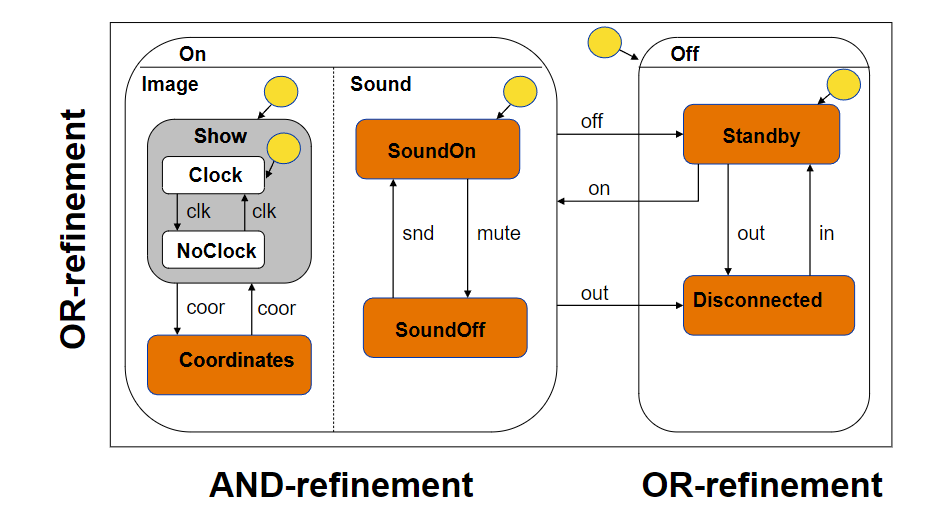 On
Off
Image
Sound
Show
Clock
clk
clk
NoClock
coor
coor
Coordinates
SoundOn
snd
mute
SoundOff
off
on
out
Standby
out
in
Disconnected
OR-refinement
AND-refinement
OR-refinement